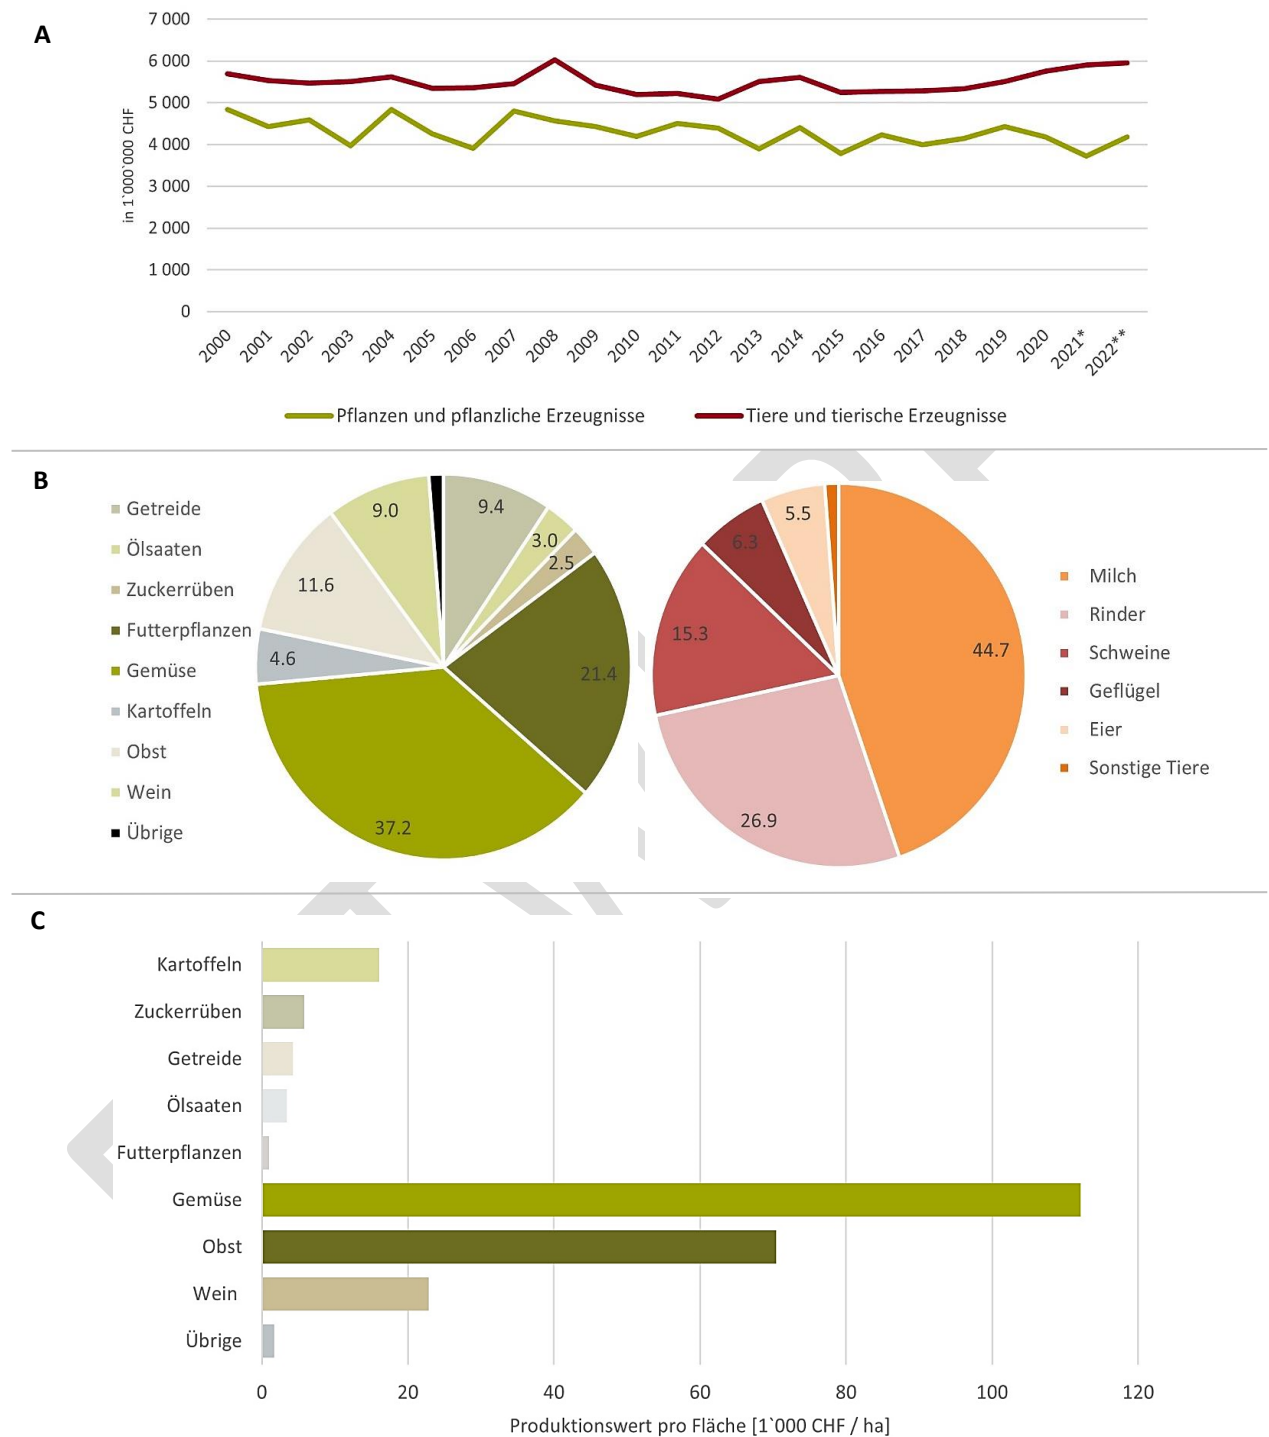 A
7 000
6 000
5 000
4 000
3 000
2 000
1 000
0
in 1`000`000 CHF
2000 2001 2002 2003 2004 2005 2006 2007 2008 2009 2010 2011 2012 2013 2014 2015 2016 2017 2018 2019 2020 2021* 2022**
Pflanzen und pflanzliche Erzeugnisse Tiere und tierische Erzeugnisse
B
Getreide
Ölsaaten
Zuckerrüben
Futterpflanzen
Gemüse
Kartoffeln
Obst
Wein
Übrige
9.4
3.0
2.5
21.4
37.2
4.6
11.6
9.0
44.7
26.9
15.3
6.3
5.5
Milch
Rinder
Schweine
Geflügel
Eier
Sonstige Tiere
C
Kartoffeln
Zuckerrüben
Getreide
Ölsaaten
Futterpflanzen
Gemüse
Obst
Wein
Übrige
0 20 40 60 80 100 120
Produktionswert pro Fläche [1`000 CHF / ha]